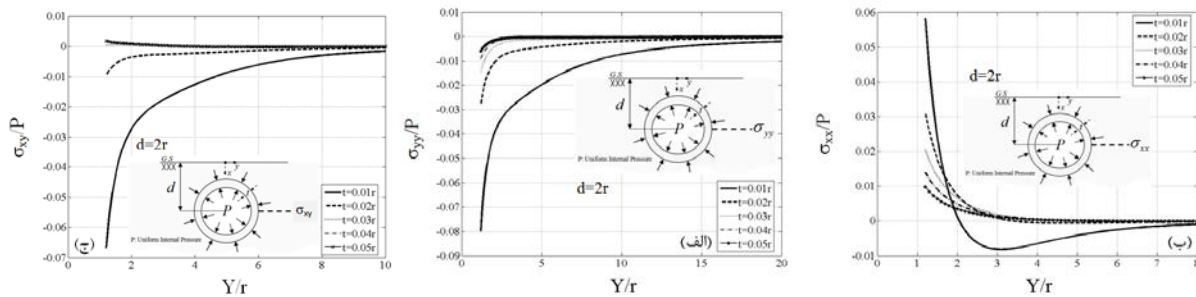 0.01
0
-0.01
-0.02
-0.03
-0.04
-0.05
-0.06
-0.07
σxy/P
0 2 4 6 8 10
Y/r
d=2r
G.S
XXX
x y
d
P
σxy
P: Uniform Internal Pressure
t=0.01r
t=0.02r
t=0.03r
t=0.04r
t=0.05r
(ج)
0.01
0
-0.01
-0.02
-0.03
-0.04
-0.05
-0.06
-0.07
-0.08
-0.09
σyy/P
0 5 10 15 20
Y/r
G.S
XXX
x y
d
P
σyy
P: Uniform Internal Pressure
d=2r
(الف)
t=0.01r
t=0.02r
t=0.03r
t=0.04r
t=0.05r
0.06
0.05
0.04
0.03
0.02
0.01
0
-0.01
σxx/P
0 1 2 3 4 5 6 7 8
Y/r
t=0.01r
t=0.02r
t=0.03r
t=0.04r
t=0.05r
d=2r
G.S
XXX
x y
d
P
σxx
P: Uniform Internal Pressure
(ب)